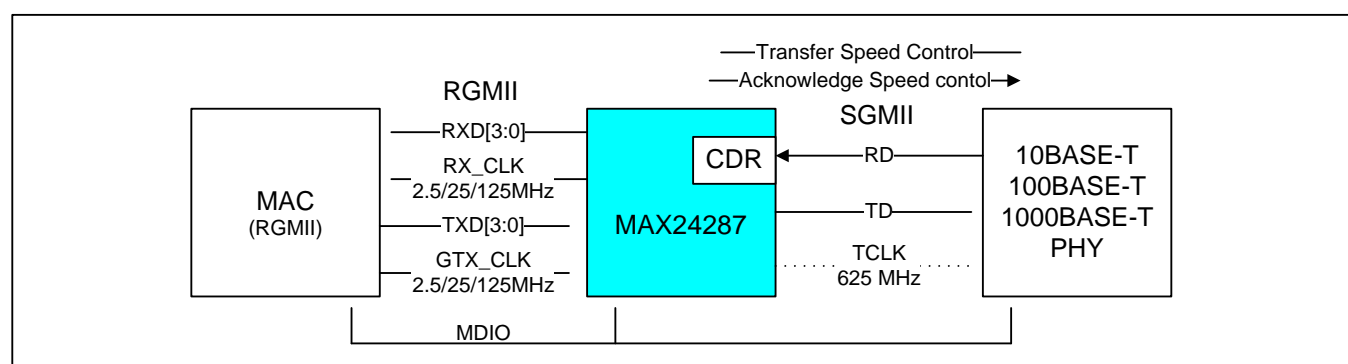 Transfer Speed Control
Acknowledge Speed contol
RGMII
SGMII
RXD[3:0]
RX_CLK
2.5/25/125MHz
TXD[3:0]
GTX_CLK
2.5/25/125MHz
MAC
(RGMII)
CDR
MAX24287
RD
TD
TCLK
625 MHz
10BASE-T
100BASE-T
1000BASE-T
PHY
MDIO